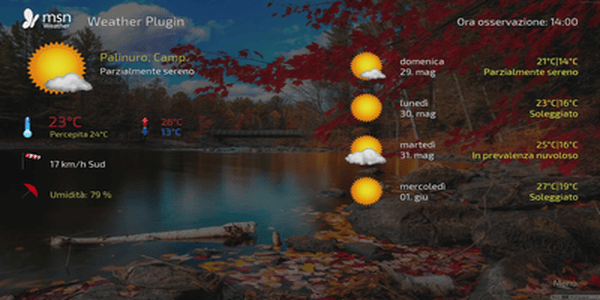 msn
Weather
Weather Plugin
Ora osservazione: 14:00
Palinuro, Camp.
Parzialmente sereno
23°C
Percepita 24°C
26°C
13°C
17 km/h Sud
Umidità: 79 %
domenica
29. mag
21°C|14°C
Parzialmente sereno
lunedì
30. mag
23°C|16°C
Soleggiato
martedì
31. mag
25°C|16°C
In prevalenza nuvoloso
mercoledì
01. giu
27°C|19°C
Soleggiato
Menu